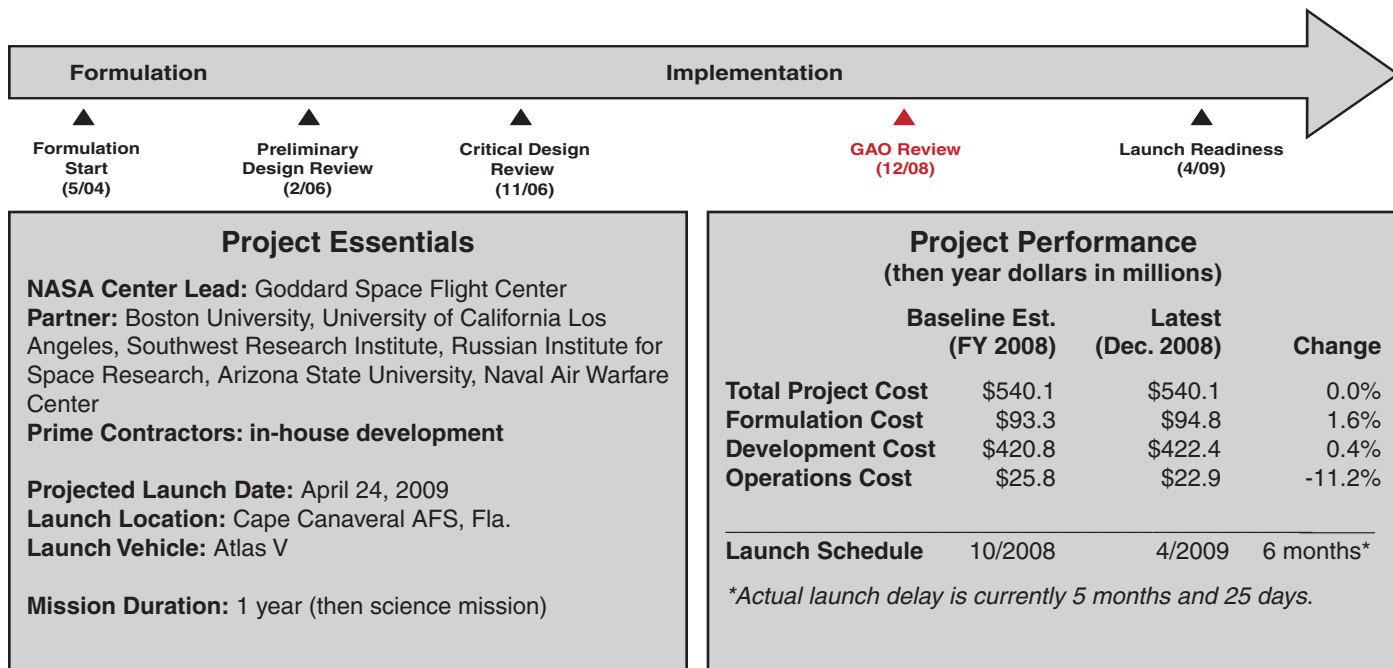 Formulation
Implementation
Formulation
Start
(5/04)
Preliminary
Design Review
(2/06)
Critical Design
Review
(11/06)
GAO Review
(12/08)
Launch Readiness
(4/09)
Project Essentials
NASA Center Lead: Goddard Space Flight Center
Partner: Boston University, University of California Los
Angeles, Southwest Research Institute, Russian Institute for
Space Research, Arizona State University, Naval Air Warfare
Center
Prime Contractors: in-house development
Projected Launch Date: April 24, 2009
Launch Location: Cape Canaveral AFS, Fla.
Launch Vehicle: Atlas V
Mission Duration: 1 year (then science mission)
Project Performance
(then year dollars in millions)
Baseline Est. Latest
(FY 2008) (Dec. 2008) Change
Total Project Cost $540.1 $540.1 0.0%
Formulation Cost $93.3 $94.8 1.6%
Development Cost $420.8 $422.4 0.4%
Operations Cost $25.8 $22.9 -11.2%
Launch Schedule 10/2008 4/2009 6 months*
*Actual launch delay is currently 5 months and 25 days.